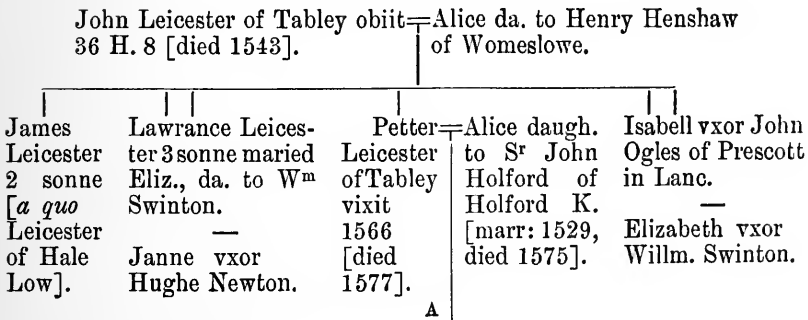 John Leicester of Tabley obiit=Alice da. to Henry Henshaw
36 H. 8 [died 1543]. of Womeslowe.
James
Leicester
2 sonne
[a quo
Leicester
of Hale
Low].
Lawrance Leices-
ter 3 sonne maried
Eliz., da. to Wm
Swinton.
—
Janne vxor
Hughe Newton.
Petter=
Leicester
of Tabley
vixit
1566
[died
1577].
Alice daugh.
to Sr John
Holford of
Holford K.
[marr: 1529,
died 1575].
Isabell vxor John
Ogles of Prescott
in Lanc.
—
Elizabeth vxor
Willm. Swinton.
A